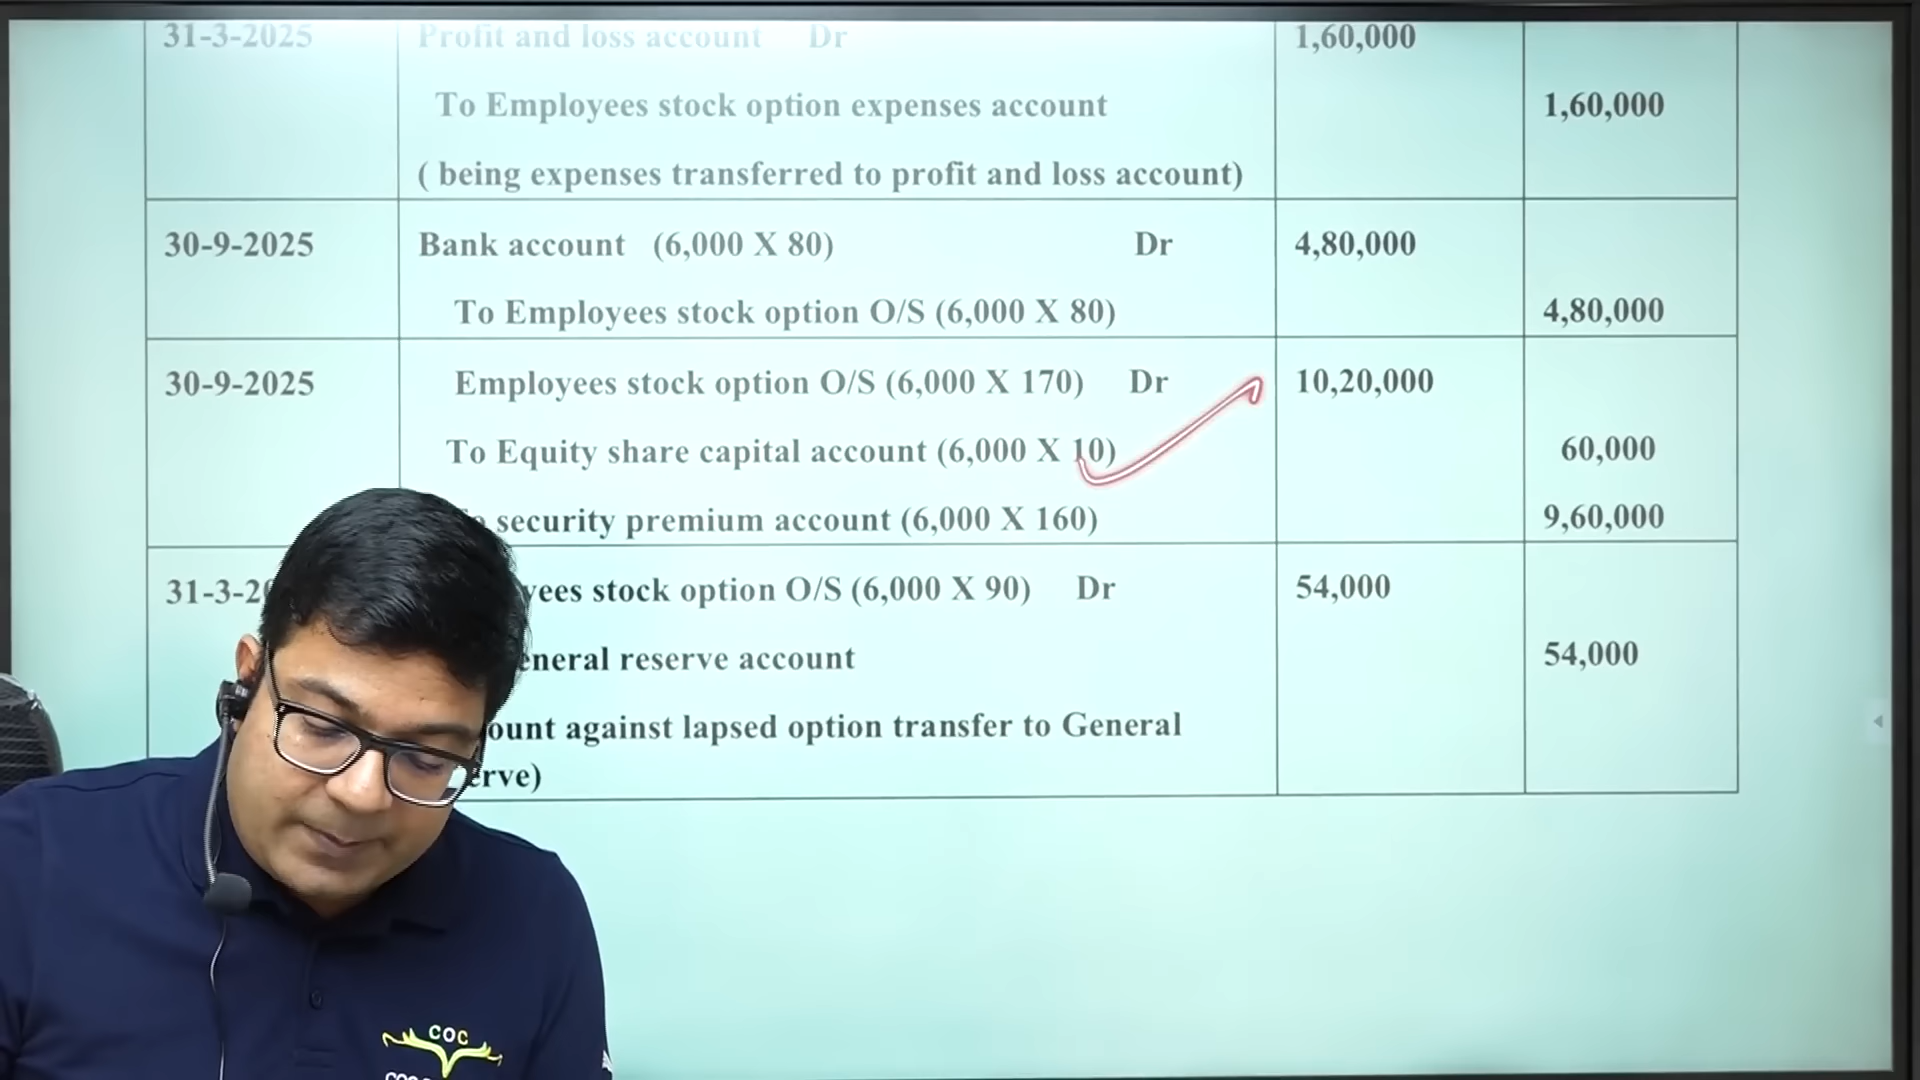 31-3-2025 Profit and loss account Dr 1,60,000
To Employees stock option expenses account 1,60,000
( being expenses transferred to profit and loss account)
30-9-2025 Bank account (6,000 X 80) Dr 4,80,000
To Employees stock option O/S (6,000 X 80) 4,80,000
30-9-2025 Employees stock option O/S (6,000 X 170) Dr 10,20,000
To Equity share capital account (6,000 X 10) 60,000
security premium account (6,000 X 160) 9,60,000
stock option O/S (6,000 X 90) Dr 54,000
reserve account 54,000
against lapsed option transfer to General
COC